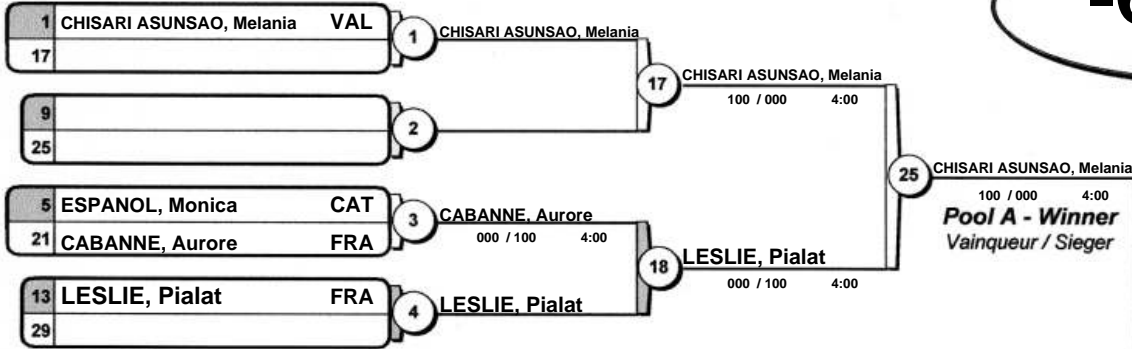 1 CHISARI ASUNSAO, Melania VAL
17
1 CHISARI ASUNSAO, Melania
9
25
2
17 CHISARI ASUNSAO, Melania
100 / 000 4:00
5 ESPANOL, Monica CAT
21 CABANNE, Aurore FRA
3 CABANNE, Aurore
000 / 100 4:00
13 LESLIE, Pialat FRA
29
4 LESLIE, Pialat
18 LESLIE, Pialat
000 / 100 4:00
25 CHISARI ASUNSAO, Melania
100 / 000 4:00
Pool A - Winner
Vainqueur / Sieger